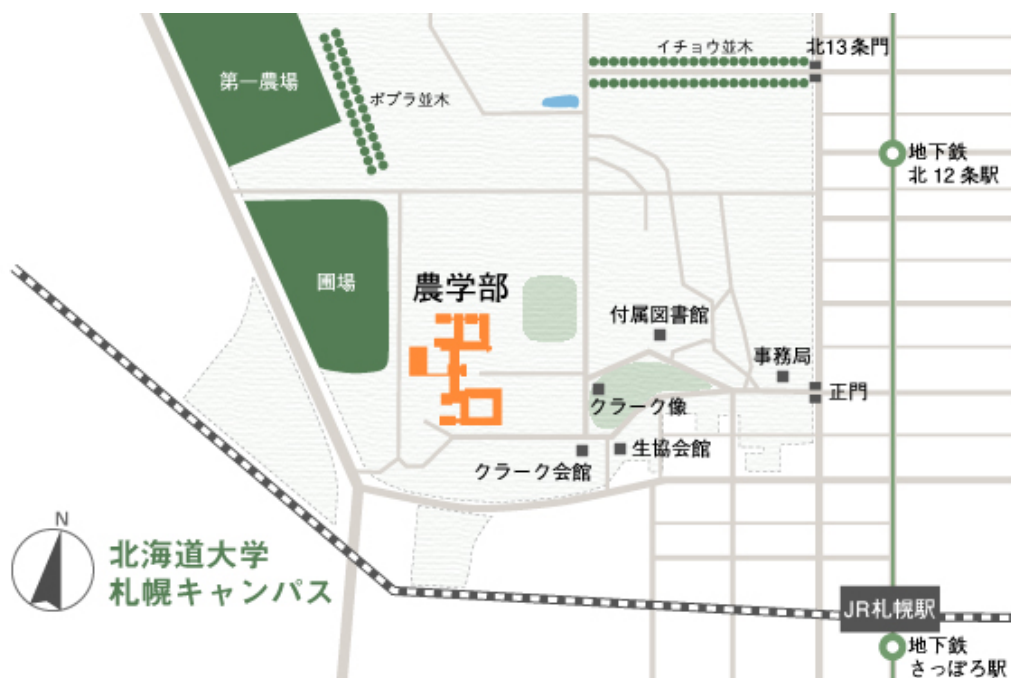 イチョウ並木
北13条門
第一農場
ポプラ並木
地下鉄
北12条駅
圃場
農学部
付属図書館
事務局
正門
クラーク像
クラーク会館
生協会館
N
北海道大学
札幌キャンパス
JR札幌駅
地下鉄
さっぽろ駅